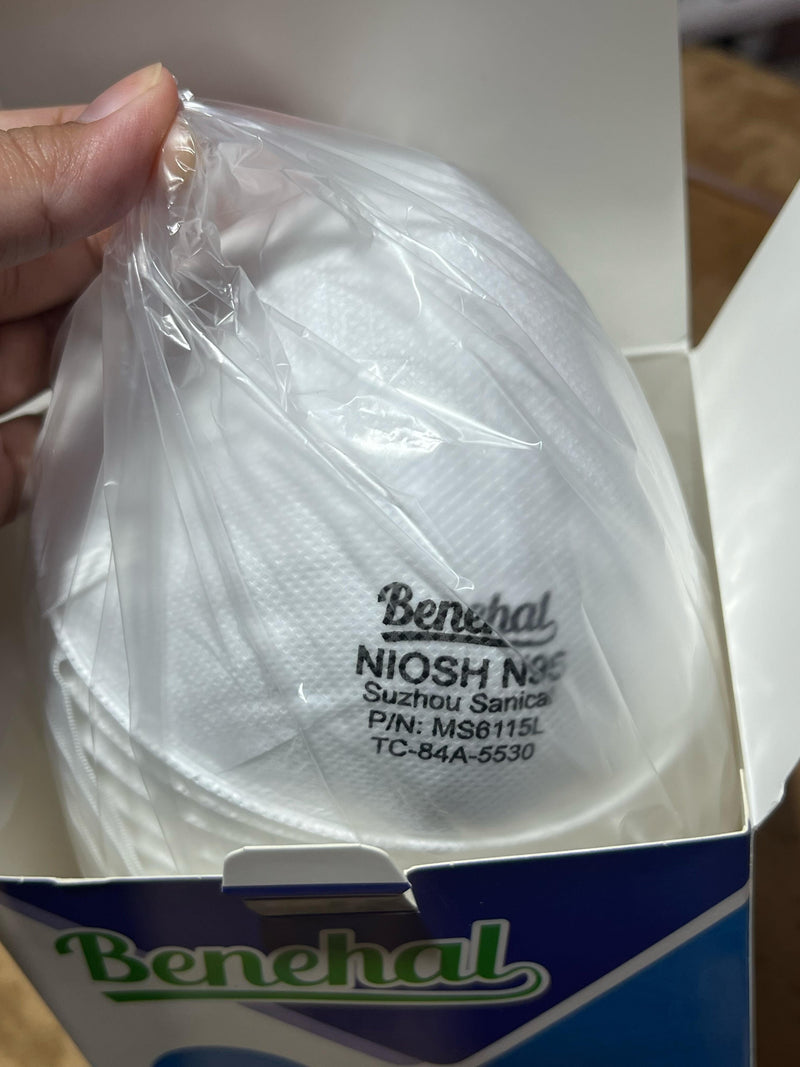 Benehal
NIOSH N95
Suzhou Sanical
P/N: MS6115L
TC-84A-5530
Benehal